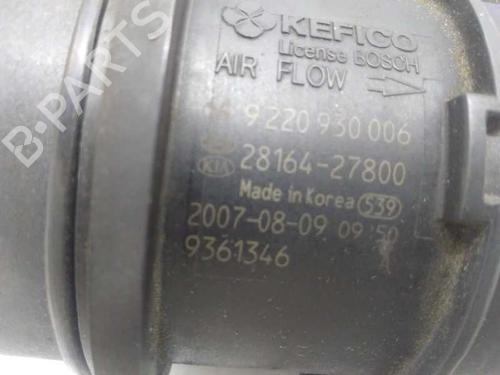 KEFICO
License BOSCH
AIR FLOW
9 220 930 006
KIA 28164-27800
Made in Korea 539
2007-08-09 09:50
9361346
B-PARTS